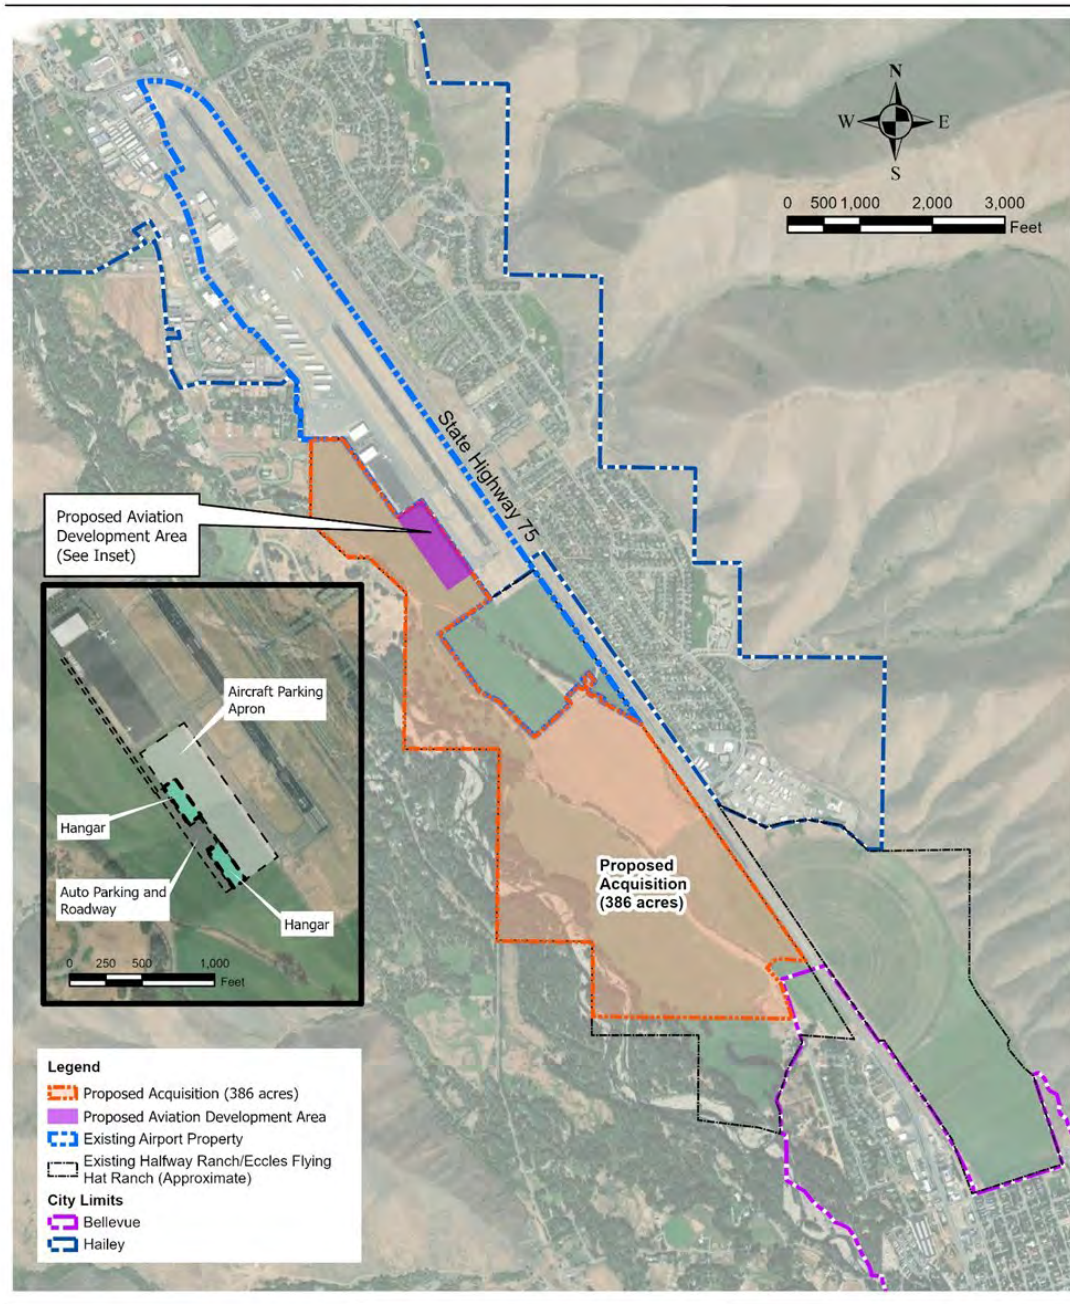 N
W
E
S
0 500 1,000 2,000 3,000
Feet
State Highway 75
Proposed Aviation
Development Area
(See Inset)
Aircraft Parking
Apron
Hangar
Auto Parking and
Roadway
Hangar
0 250 500 1,000
Feet
Proposed
Acquisition
(386 acres)
Legend
Proposed Acquisition (386 acres)
Proposed Aviation Development Area
Existing Airport Property
Existing Halfway Ranch/Eccles Flying
Hat Ranch (Approximate)
City Limits
Bellevue
Hailey